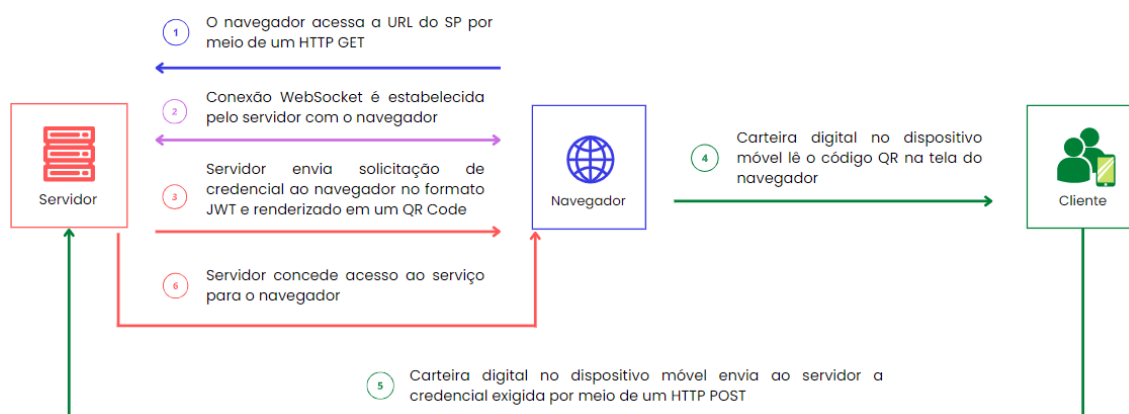 1
O navegador acessa a URL do SP por
meio de um HTTP GET
2
Conexão WebSocket é estabelecida
pelo servidor com o navegador
3
Servidor envia solicitação de
credencial ao navegador no formato
JWT e renderizado em um QR Code
Servidor
Navegador
4
Carteira digital no dispositivo
móvel lê o código QR na tela do
navegador
Cliente
6
Servidor concede acesso ao serviço
para o navegador
5
Carteira digital no dispositivo móvel envia ao servidor a
credencial exigida por meio de um HTTP POST